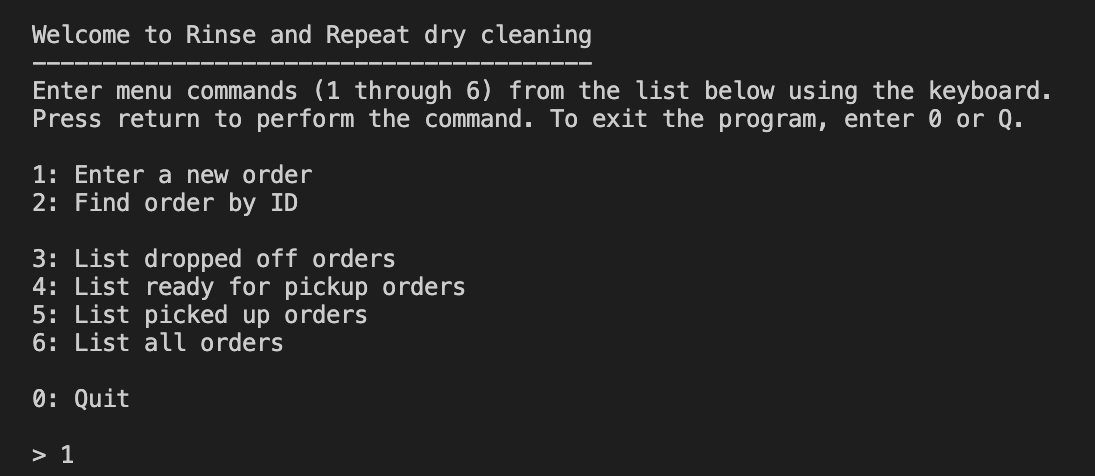 Welcome to Rinse and Repeat dry cleaning
----------------------------------------
Enter menu commands (1 through 6) from the list below using the keyboard.
Press return to perform the command. To exit the program, enter 0 or Q.
1: Enter a new order
2: Find order by ID
3: List dropped off orders
4: List ready for pickup orders
5: List picked up orders
6: List all orders
0: Quit
> 1